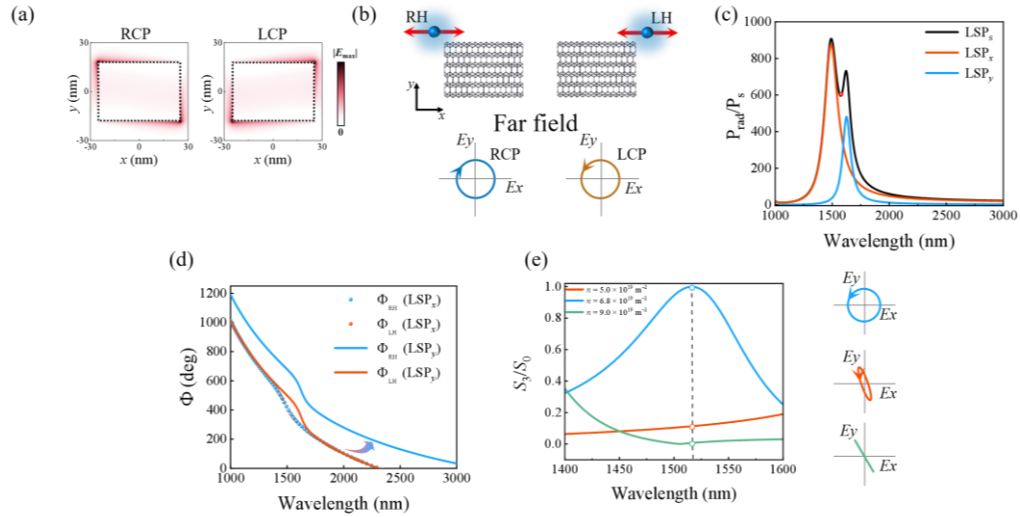 (a)
RCP
LCP
30
0
-30
y (nm)
-30
0
30
x (nm)
30
0
-30
y (nm)
-30
0
30
x (nm)
|Emax|
0
(b)
RH
LH
y
x
Far field
Ey
RCP
Ex
Ey
LCP
Ex
(c)
1000
800
600
400
200
0
Prad/Ps
LSPs
LSPx
LSPy
1000
1500
2000
2500
3000
Wavelength (nm)
(d)
1200
1000
800
600
400
200
0
Φ (deg)
ΦRH (LSPx)
ΦLH (LSPx)
ΦRH (LSPy)
ΦLH (LSPy)
1000
1500
2000
2500
3000
Wavelength (nm)
(e)
1.0
0.8
0.6
0.4
0.2
0.0
S3/S0
n = 5.0 × 10¹⁹ m⁻²
n = 6.8 × 10¹⁹ m⁻²
n = 9.0 × 10¹⁹ m⁻²
1400
1450
1500
1550
1600
Wavelength (nm)
Ey
Ex
Ey
Ex
Ey
Ex